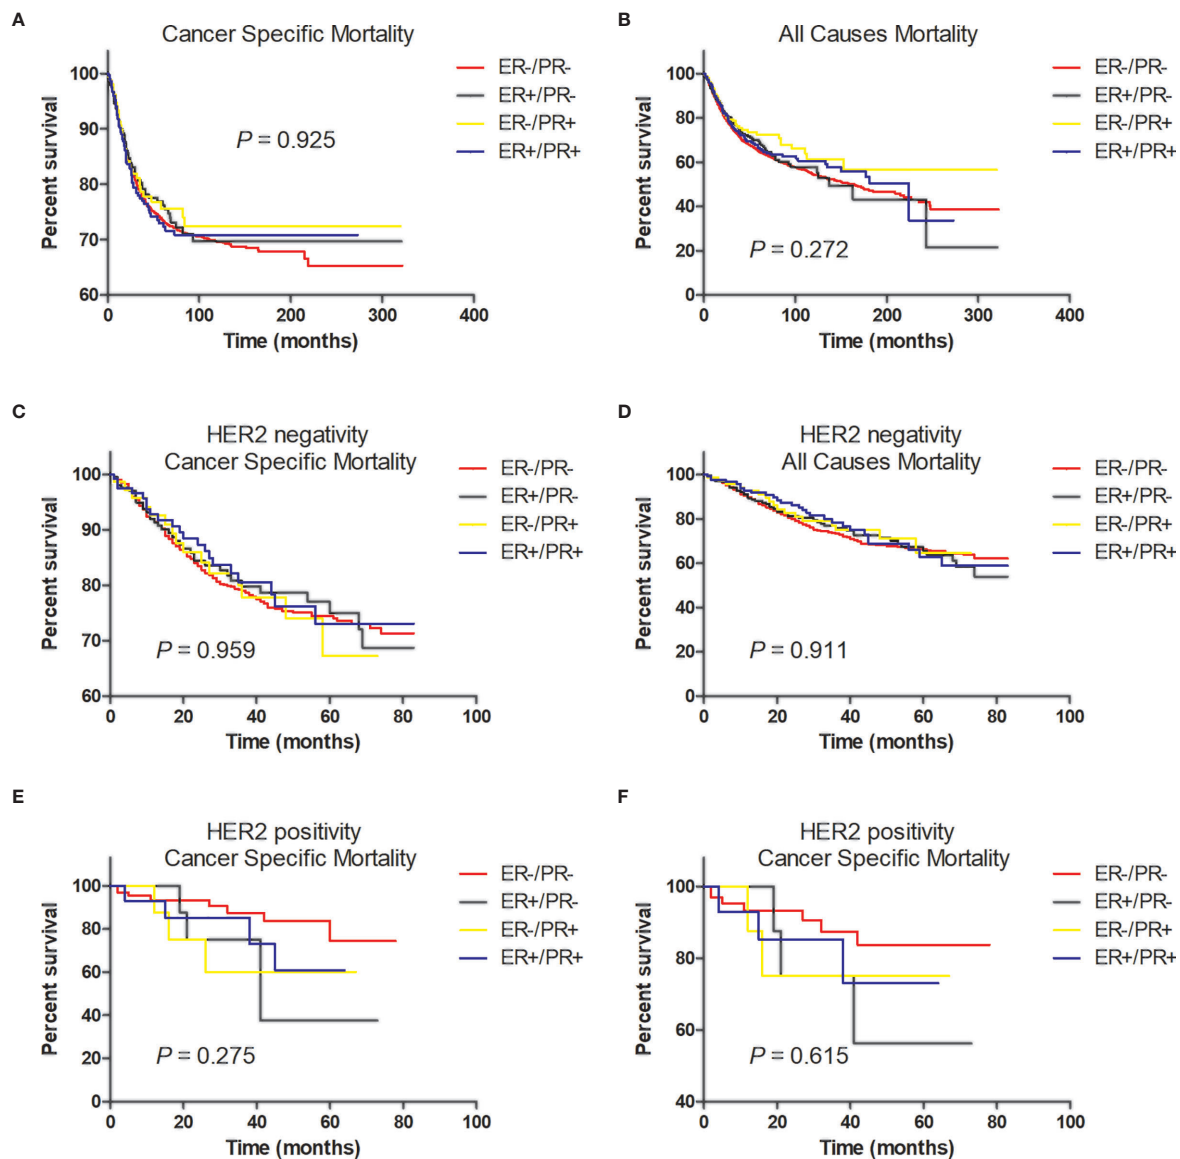 A
Cancer Specific Mortality
ER-/PR-
ER+/PR-
ER-/PR+
ER+/PR+
P = 0.925
Percent survival
100
90
80
70
60
0
100
200
300
400
Time (months)
B
All Causes Mortality
ER-/PR-
ER+/PR-
ER-/PR+
ER+/PR+
P = 0.272
Percent survival
100
80
60
40
20
0
0
100
200
300
400
Time (months)
C
HER2 negativity
Cancer Specific Mortality
ER-/PR-
ER+/PR-
ER-/PR+
ER+/PR+
P = 0.959
Percent survival
100
90
80
70
60
0
20
40
60
80
100
Time (months)
D
HER2 negativity
All Causes Mortality
ER-/PR-
ER+/PR-
ER-/PR+
ER+/PR+
P = 0.911
Percent survival
100
80
60
40
20
0
0
20
40
60
80
100
Time (months)
E
HER2 positivity
Cancer Specific Mortality
ER-/PR-
ER+/PR-
ER-/PR+
ER+/PR+
P = 0.275
Percent survival
100
80
60
40
20
0
0
20
40
60
80
100
Time (months)
F
HER2 positivity
Cancer Specific Mortality
ER-/PR-
ER+/PR-
ER-/PR+
ER+/PR+
P = 0.615
Percent survival
100
80
60
40
0
20
40
60
80
100
Time (months)